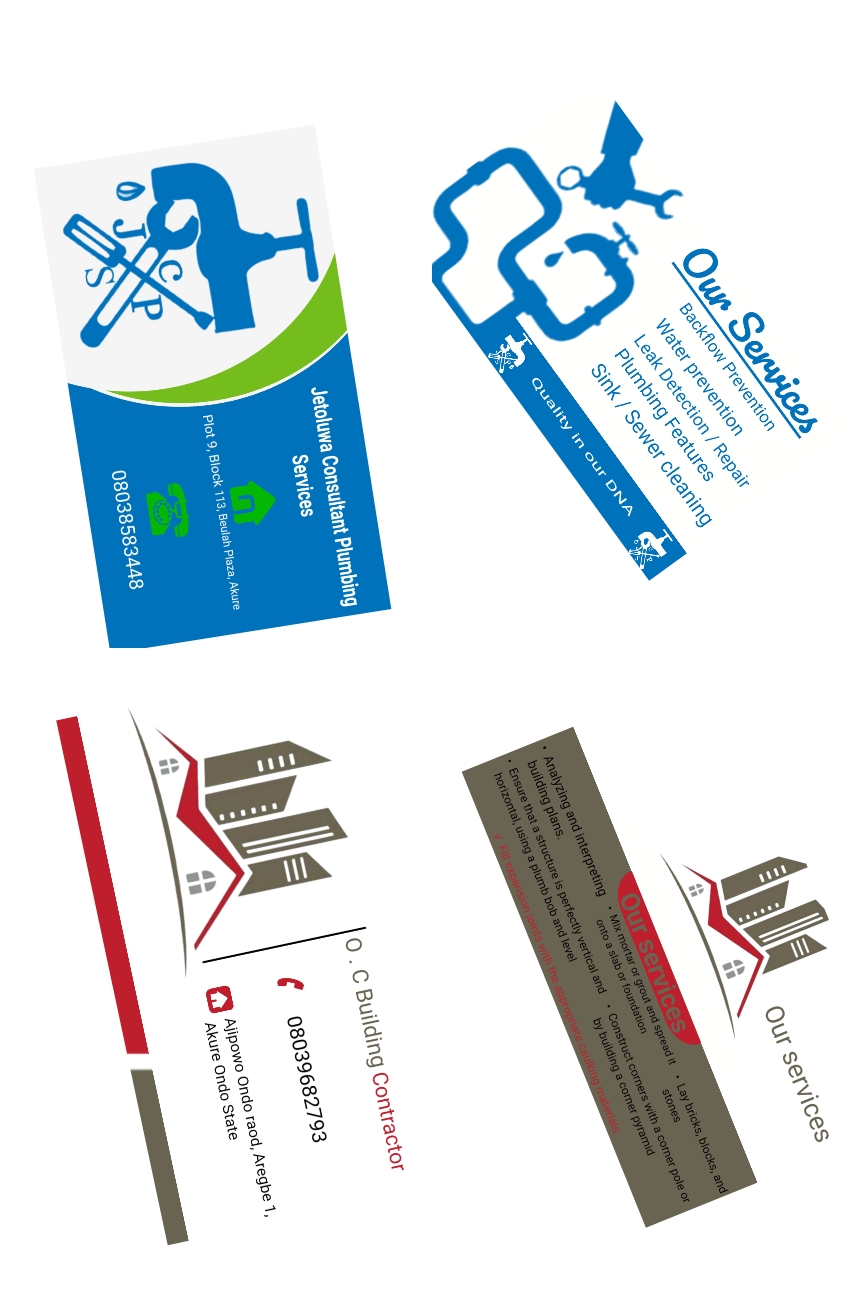 J
C
S
P
Jetoluwa Consultant Plumbing
Services
Plot 9, Block 113, Beulah Plaza, Akure
08038583448
Our Services
Backflow Prevention
Water prevention
Leak Detection / Repair
Plumbing Features
Sink / Sewer cleaning
Quality in our DNA
O . C Building Contractor
08039682793
Ajipowo Ondo raod, Aregbe 1,
Akure Ondo State
Our services
Our services
• Analyzing and interpreting
building plans.
• Ensure that a structure is perfectly vertical and
horizontal, using a plumb bob and level
• Mix mortar or grout and spread it
onto a slab or foundation
• Construct corners with a corner pole or
by building a corner pyramid
• Lay bricks, blocks, and
stones
√ Fill expansion joints with the appropriate caulking materials